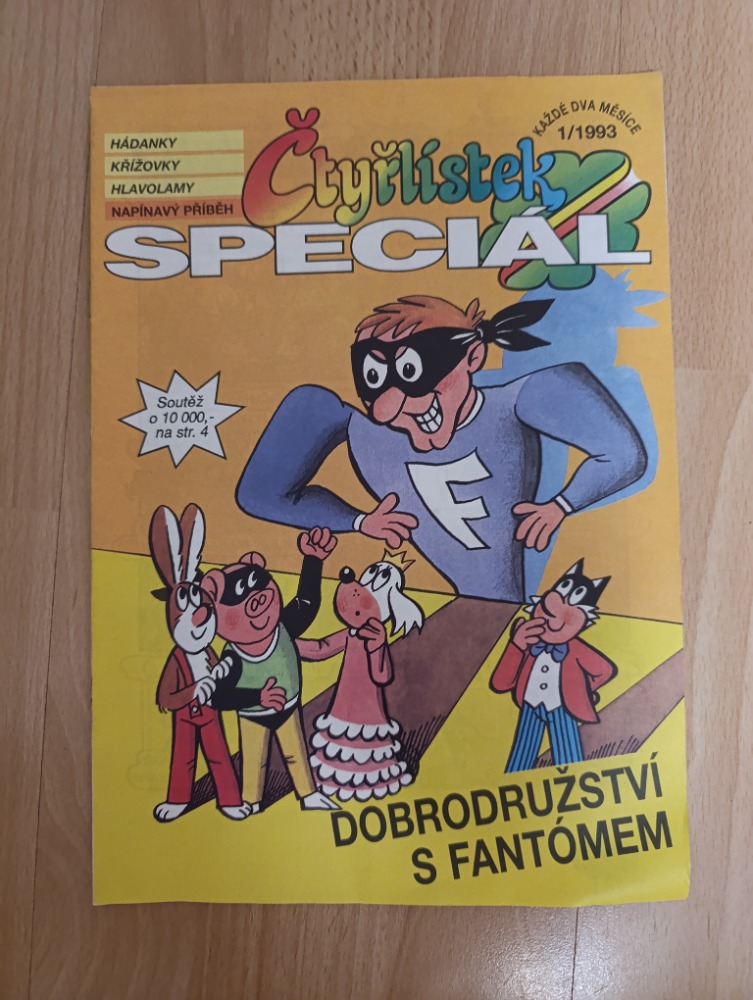 HÁDANKY
KŘÍŽOVKY
HLAVOLAMY
NAPÍNAVÝ PŘÍBĚH
KAŽDÉ DVA MĚSÍCE
1/1993
Čtyřlístek
SPECIÁL
Soutěž
o 10 000,-
na str. 4
F
DOBRODRUŽSTVÍ
S FANTÓMEM